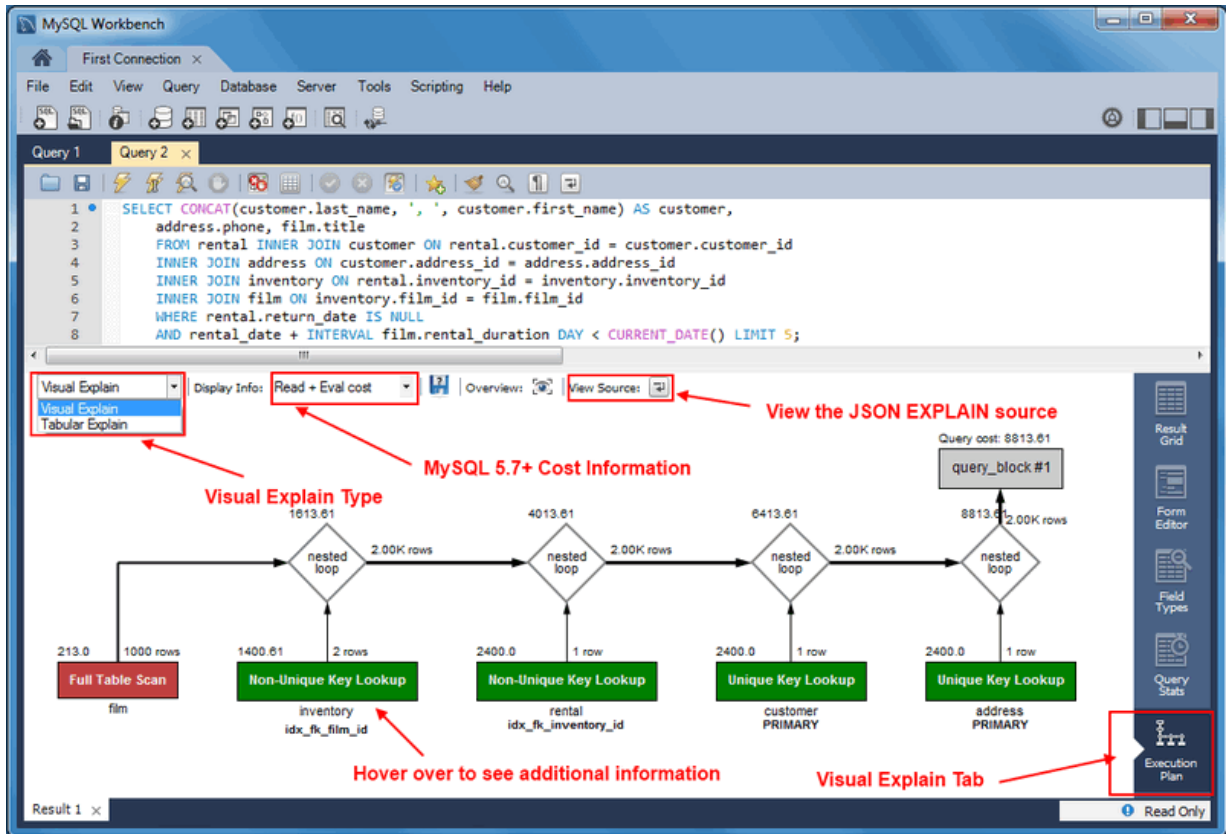 MySQL Workbench
First Connection ×
File Edit View Query Database Server Tools Scripting Help
Query 1 Query 2 ×
1 SELECT CONCAT(customer.last_name, ', ', customer.first_name) AS customer,
2 address.phone, film.title
3 FROM rental INNER JOIN customer ON rental.customer_id = customer.customer_id
4 INNER JOIN address ON customer.address_id = address.address_id
5 INNER JOIN inventory ON rental.inventory_id = inventory.inventory_id
6 INNER JOIN film ON inventory.film_id = film.film_id
7 WHERE rental.return_date IS NULL
8 AND rental_date + INTERVAL film.rental_duration DAY < CURRENT_DATE() LIMIT 5;
Visual Explain Display Info: Read + Eval cost Overview: View Source:
Visual Explain
Tabular Explain
View the JSON EXPLAIN source
MySQL 5.7+ Cost Information
Visual Explain Type
Query cost: 8813.61
query_block #1
1613.61 4013.61 6413.61 8813.61
2.00K rows
nested loop 2.00K rows nested loop 2.00K rows nested loop 2.00K rows nested loop
213.0 1000 rows 1400.61 2 rows 2400.0 1 row 2400.0 1 row 2400.0 1 row
Full Table Scan Non-Unique Key Lookup Non-Unique Key Lookup Unique Key Lookup Unique Key Lookup
film inventory rental customer address
idx_fk_film_id idx_fk_inventory_id PRIMARY PRIMARY
Hover over to see additional information
Visual Explain Tab
Result Grid
Form Editor
Field Types
Query Stats
Execution Plan
Result 1 ×
Read Only